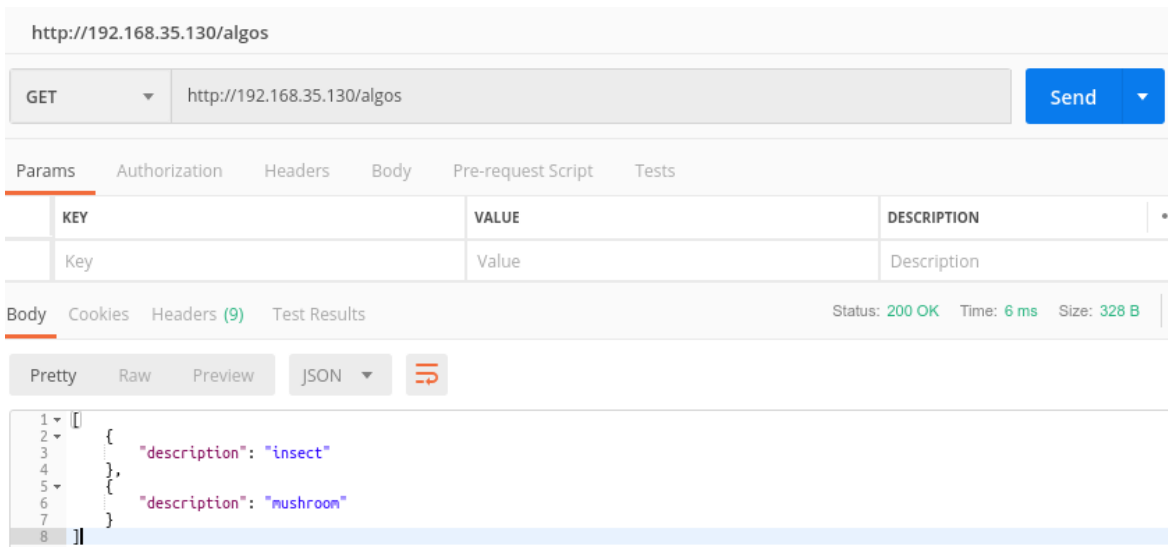 http://192.168.35.130/algos
GET http://192.168.35.130/algos Send
Params Authorization Headers Body Pre-request Script Tests
KEY VALUE DESCRIPTION
Key Value Description
Body Cookies Headers (9) Test Results Status: 200 OK Time: 6 ms Size: 328 B
Pretty Raw Preview JSON
1 [
2 {
3 "description": "insect"
4 },
5 {
6 "description": "mushroom"
7 }
8 ]